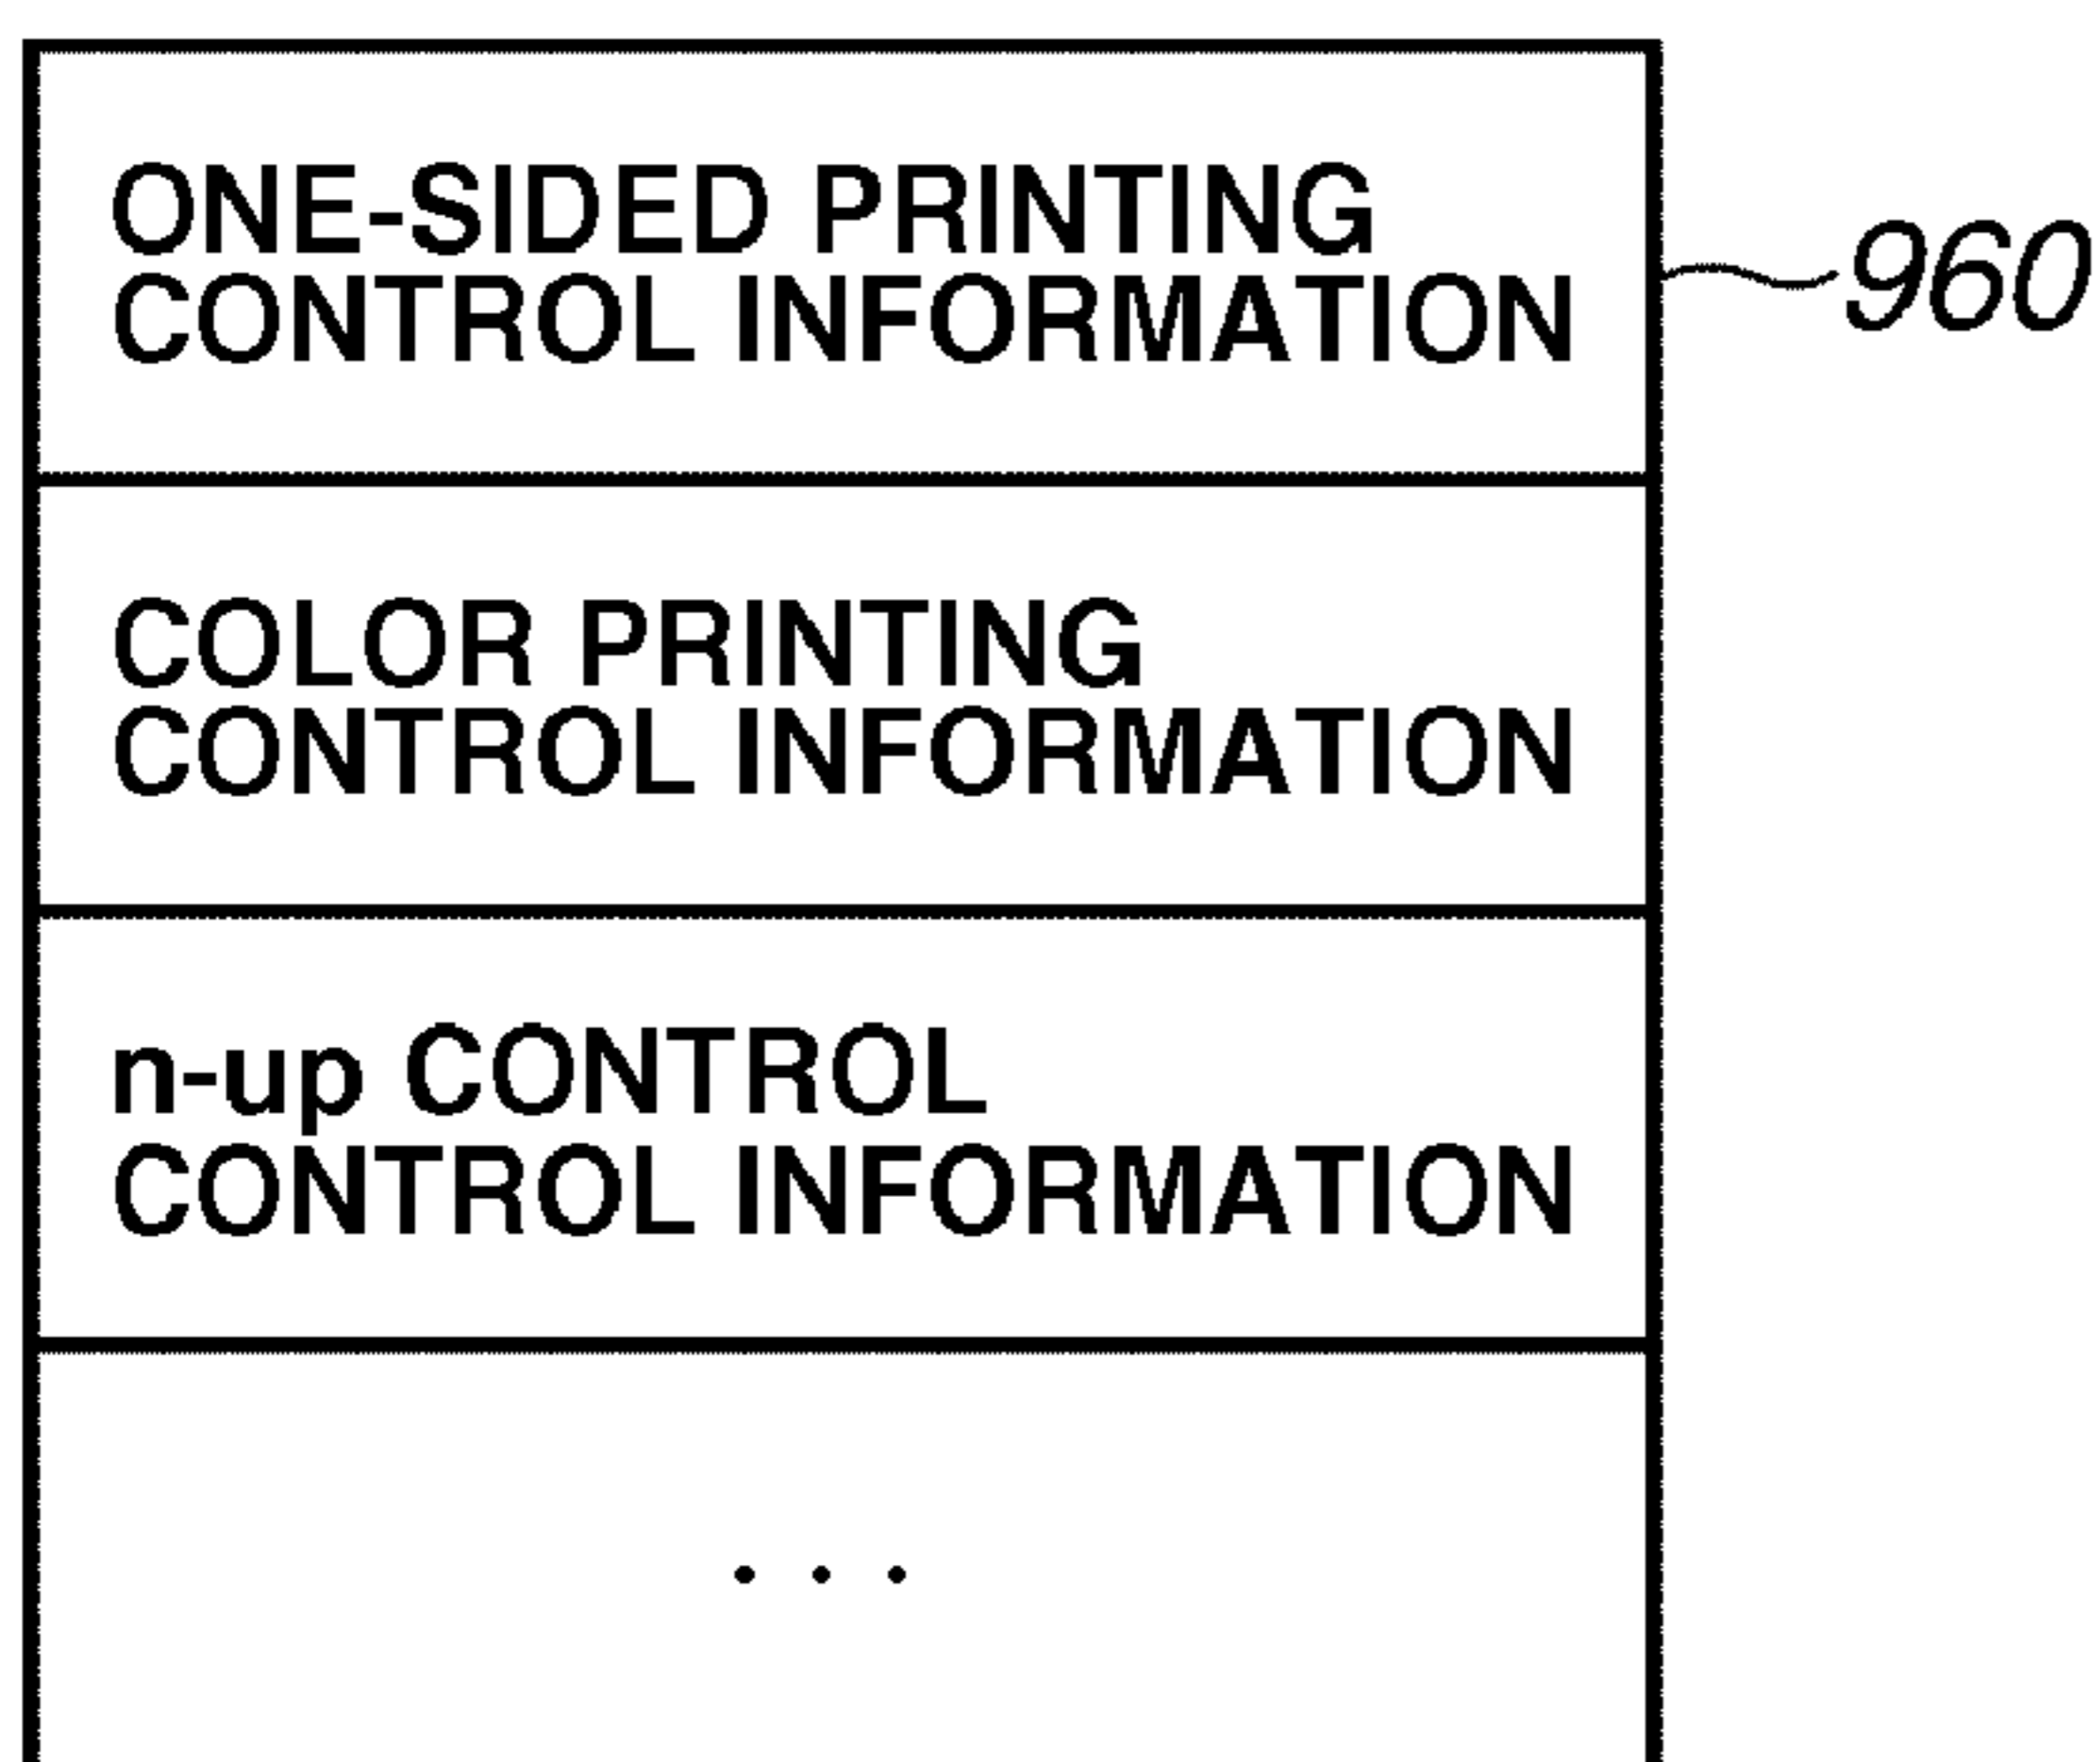 ONE-SIDED PRINTING
CONTROL INFORMATION
960
COLOR PRINTING
CONTROL INFORMATION
n-up CONTROL
CONTROL INFORMATION
. . .